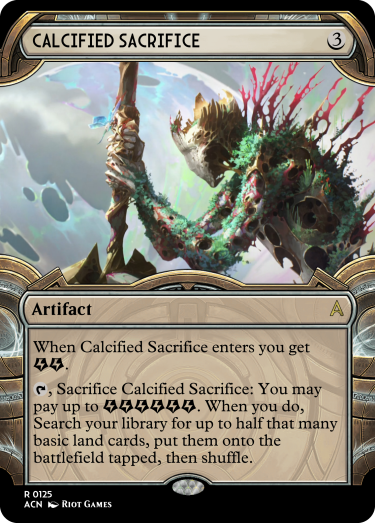 CALCIFIED SACRIFICE 3
Artifact
When Calcified Sacrifice enters you get
.
, Sacrifice Calcified Sacrifice: You may
pay up to . When you do,
Search your library for up to half that many
basic land cards, put them onto the
battlefield tapped, then shuffle.
R 0125
ACN RIOT GAMES